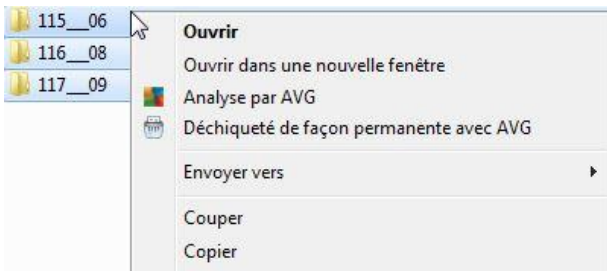 115__06
116__08
117__09
Ouvrir
Ouvrir dans une nouvelle fenêtre
Analyse par AVG
Déchiqueté de façon permanente avec AVG
Envoyer vers
Couper
Copier